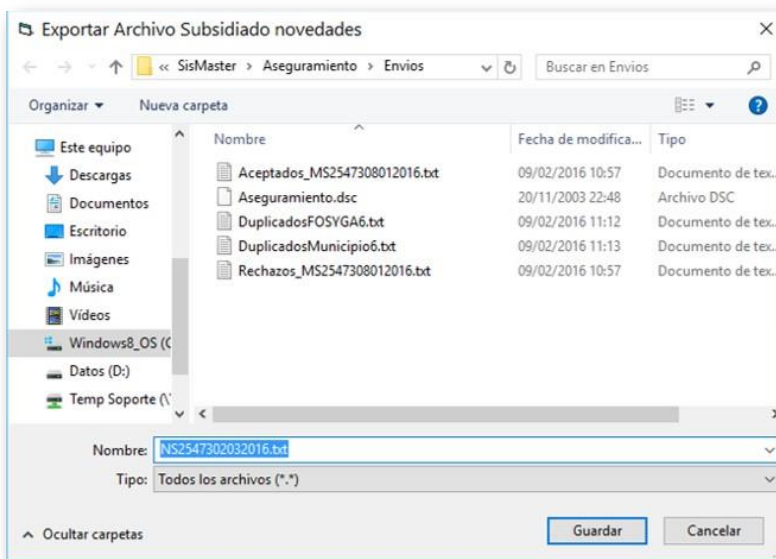 Exportar Archivo Subsidiado novedades
« SisMaster > Aseguramiento > Envios
Buscar en Envios
Organizar
Nueva carpeta
Nombre
Fecha de modifica...
Tipo
Este equipo
Descargas
Documentos
Escritorio
Imágenes
Música
Vídeos
Windows8_OS (C
Datos (D:)
Temp Soporte (\
Aceptados_MS2547308012016.txt 09/02/2016 10:57 Documento de tex...
Aseguramiento.dsc 20/11/2003 22:48 Archivo DSC
DuplicadosFOSYGA6.txt 09/02/2016 11:12 Documento de tex...
DuplicadosMunicipio6.txt 09/02/2016 11:13 Documento de tex...
Rechazos_MS2547308012016.txt 09/02/2016 10:57 Documento de tex...
Nombre: NS2547302032016.txt
Tipo: Todos los archivos (*.*)
Ocultar carpetas
Guardar
Cancelar